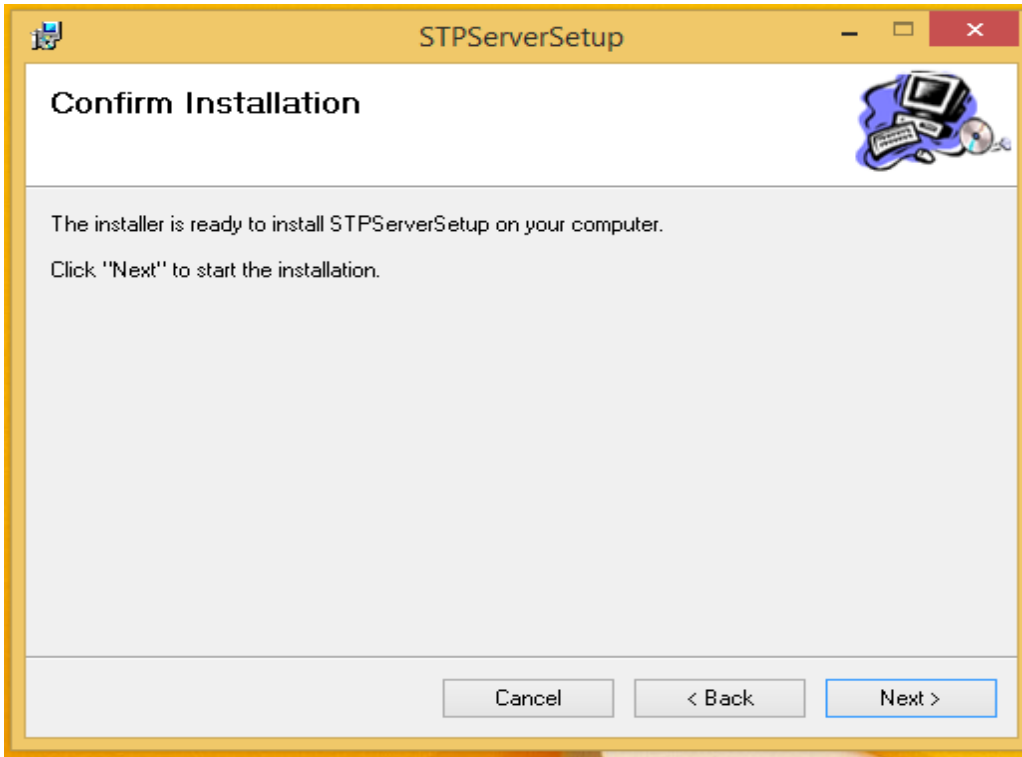 STPServerSetup
Confirm Installation
The installer is ready to install STPServerSetup on your computer.
Click "Next" to start the installation.
Cancel
< Back
Next >